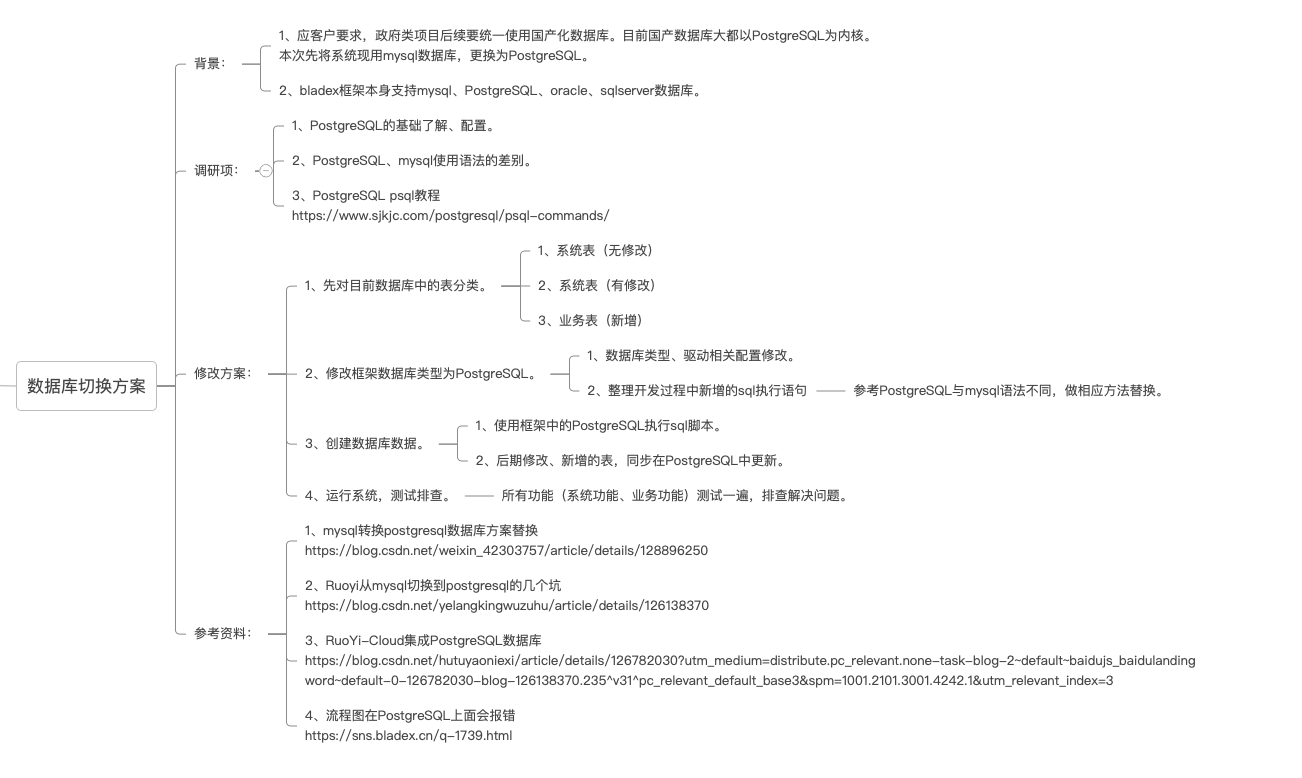 数据库切换方案
背景：
1、应客户要求，政府类项目后续要统一使用国产化数据库。目前国产数据库大都以PostgreSQL为内核。
本次先将系统现用mysql数据库，更换为PostgreSQL。
2、bladex框架本身支持mysql、PostgreSQL、oracle、sqlserver数据库。
调研项：
1、PostgreSQL的基础了解、配置。
2、PostgreSQL、mysql使用语法的差别。
3、PostgreSQL psql教程
https://www.sjkjc.com/postgresql/psql-commands/
修改方案：
1、先对目前数据库中的表分类。
1、系统表（无修改）
2、系统表（有修改）
3、业务表（新增）
2、修改框架数据库类型为PostgreSQL。
1、数据库类型、驱动相关配置修改。
2、整理开发过程中新增的sql执行语句
参考PostgreSQL与mysql语法不同，做相应方法替换。
3、创建数据库数据。
1、使用框架中的PostgreSQL执行sql脚本。
2、后期修改、新增的表，同步在PostgreSQL中更新。
4、运行系统，测试排查。
所有功能（系统功能、业务功能）测试一遍，排查解决问题。
参考资料：
1、mysql转换postgresql数据库方案替换
https://blog.csdn.net/weixin_42303757/article/details/128896250
2、Ruoyi从mysql切换到postgresql的几个坑
https://blog.csdn.net/yelangkingwuzuhu/article/details/126138370
3、RuoYi-Cloud集成PostgreSQL数据库
https://blog.csdn.net/hutuyaoniexi/article/details/126782030?utm_medium=distribute.pc_relevant.none-task-blog-2~default~baidujs_baidulanding
word~default-0-126782030-blog-126138370.235^v31^pc_relevant_default_base3&spm=1001.2101.3001.4242.1&utm_relevant_index=3
4、流程图在PostgreSQL上面会报错
https://sns.bladex.cn/q-1739.html